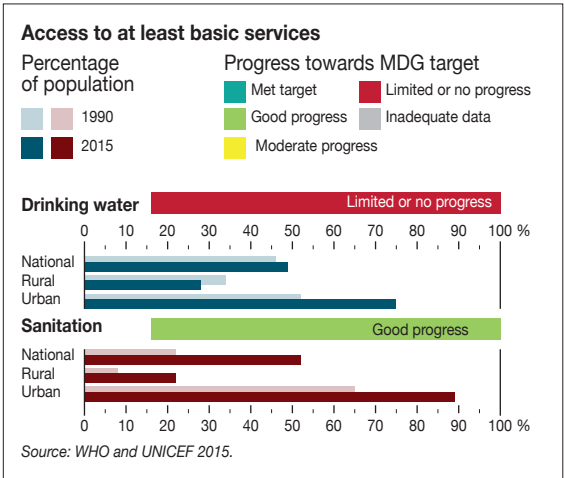 Access to at least basic services
Percentage
of population
1990
2015
Progress towards MDG target
Met target
Limited or no progress
Good progress
Inadequate data
Moderate progress
Drinking water
Limited or no progress
0 10 20 30 40 50 60 70 80 90 100 %
National
Rural
Urban
Sanitation
Good progress
National
Rural
Urban
0 10 20 30 40 50 60 70 80 90 100 %
Source: WHO and UNICEF 2015.